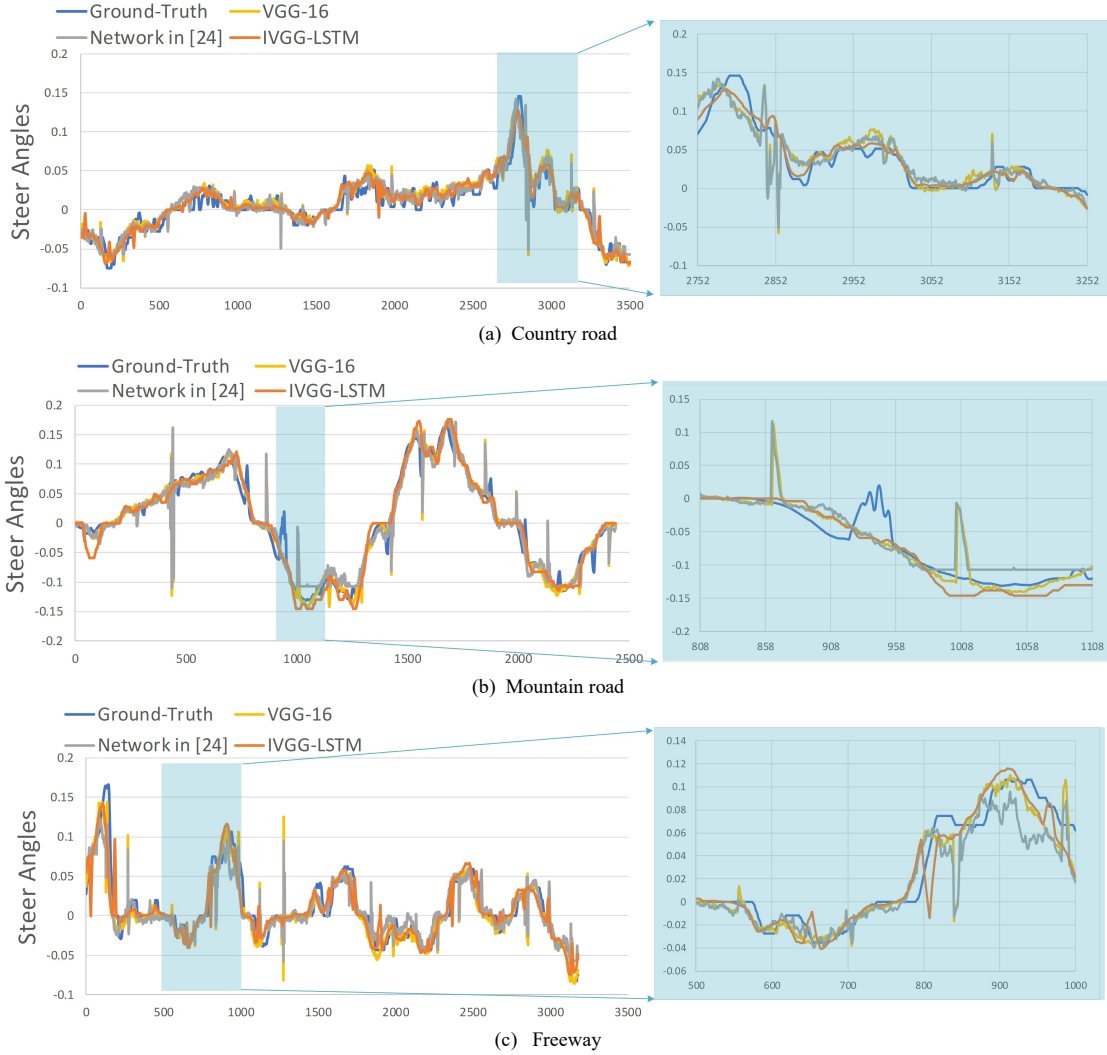 Ground-Truth VGG-16
Network in [24] IVGG-LSTM
Steer Angles
0.2
0.15
0.1
0.05
0
-0.05
-0.1
0 500 1000 1500 2000 2500 3000 3500
0.2
0.15
0.1
0.05
0
-0.05
-0.1
2752 2852 2952 3052 3152 3252
(a) Country road
Ground-Truth VGG-16
Network in [24] IVGG-LSTM
Steer Angles
0.2
0.15
0.1
0.05
0
-0.05
-0.1
-0.15
-0.2
0 500 1000 1500 2000 2500
0.15
0.1
0.05
0
-0.05
-0.1
-0.15
-0.2
808 858 908 958 1008 1058 1108
(b) Mountain road
Ground-Truth VGG-16
Network in [24] IVGG-LSTM
Steer Angles
0.2
0.15
0.1
0.05
0
-0.05
-0.1
0 500 1000 1500 2000 2500 3000 3500
0.14
0.12
0.1
0.08
0.06
0.04
0.02
0
-0.02
-0.04
-0.06
500 600 700 800 900 1000
(c) Freeway